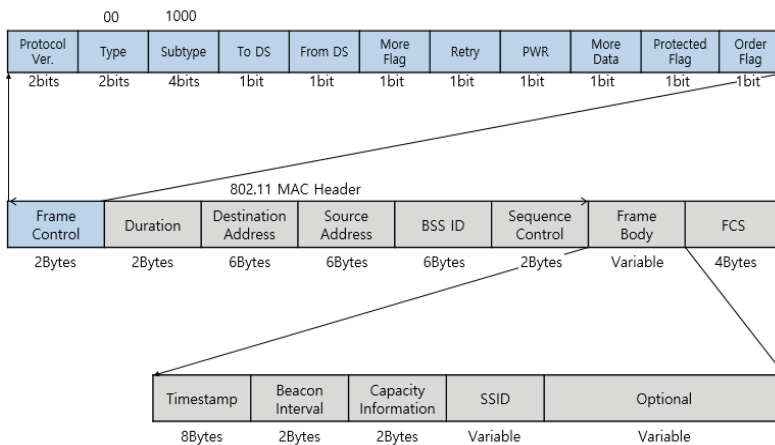 00 1000
Protocol Ver. Type Subtype To DS From DS More Flag Retry PWR More Data Protected Flag Order Flag
2bits 2bits 4bits 1bit 1bit 1bit 1bit 1bit 1bit 1bit 1bit
802.11 MAC Header
Frame Control Duration Destination Address Source Address BSS ID Sequence Control Frame Body FCS
2Bytes 2Bytes 6Bytes 6Bytes 6Bytes 2Bytes Variable 4Bytes
Timestamp Beacon Interval Capacity Information SSID Optional
8Bytes 2Bytes 2Bytes Variable Variable